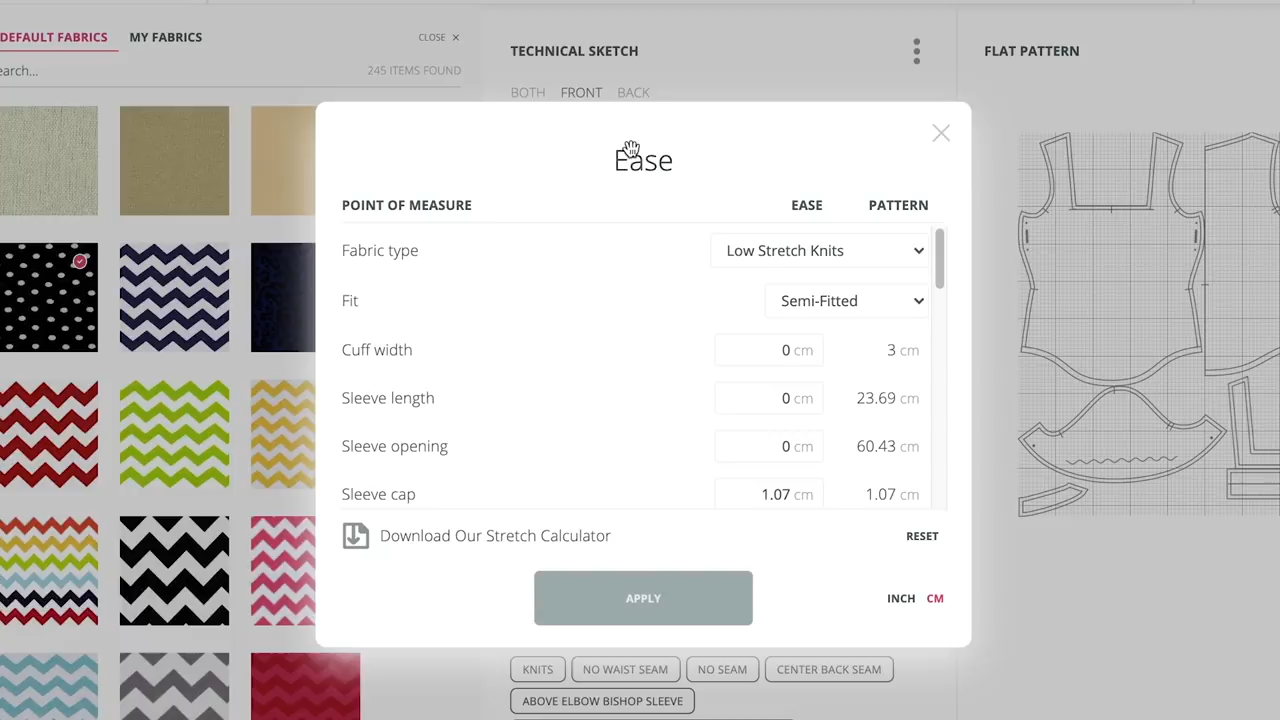 DEFAULT FABRICS
MY FABRICS
CLOSE ×
earch...
245 ITEMS FOUND
TECHNICAL SKETCH
BOTH FRONT BACK
FLAT PATTERN
Ease
POINT OF MEASURE EASE PATTERN
Fabric type Low Stretch Knits
Fit Semi-Fitted
Cuff width 0 cm 3 cm
Sleeve length 0 cm 23.69 cm
Sleeve opening 0 cm 60.43 cm
Sleeve cap 1.07 cm 1.07 cm
Download Our Stretch Calculator RESET
APPLY
INCH CM
KNITS NO WAIST SEAM NO SEAM CENTER BACK SEAM
ABOVE ELBOW BISHOP SLEEVE